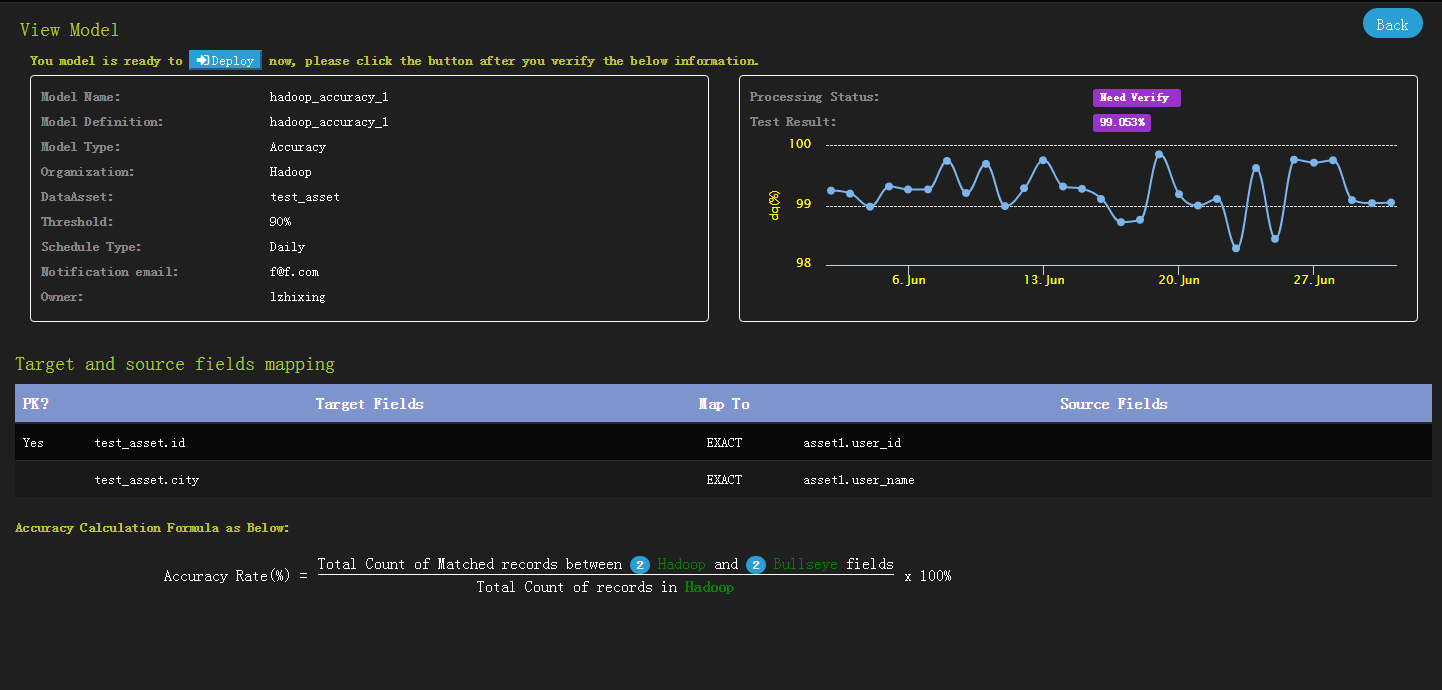 View Model
Back
You model is ready to Deploy now, please click the button after you verify the below information.
Model Name: hadoop_accuracy_1
Model Definition: hadoop_accuracy_1
Model Type: Accuracy
Organization: Hadoop
DataAsset: test_asset
Threshold: 90%
Schedule Type: Daily
Notification email: f@f.com
Owner: lzhixing
Processing Status: Need Verify
Test Result: 99.053%
100
99
98
dq(%)
6. Jun 13. Jun 20. Jun 27. Jun
Target and source fields mapping
PK? Target Fields Map To Source Fields
Yes test_asset.id EXACT asset1.user_id
test_asset.city EXACT asset1.user_name
Accuracy Calculation Formula as Below:
Total Count of Matched records between 2 Hadoop and 2 Bullseye fields
Accuracy Rate(%) = x 100%
Total Count of records in Hadoop